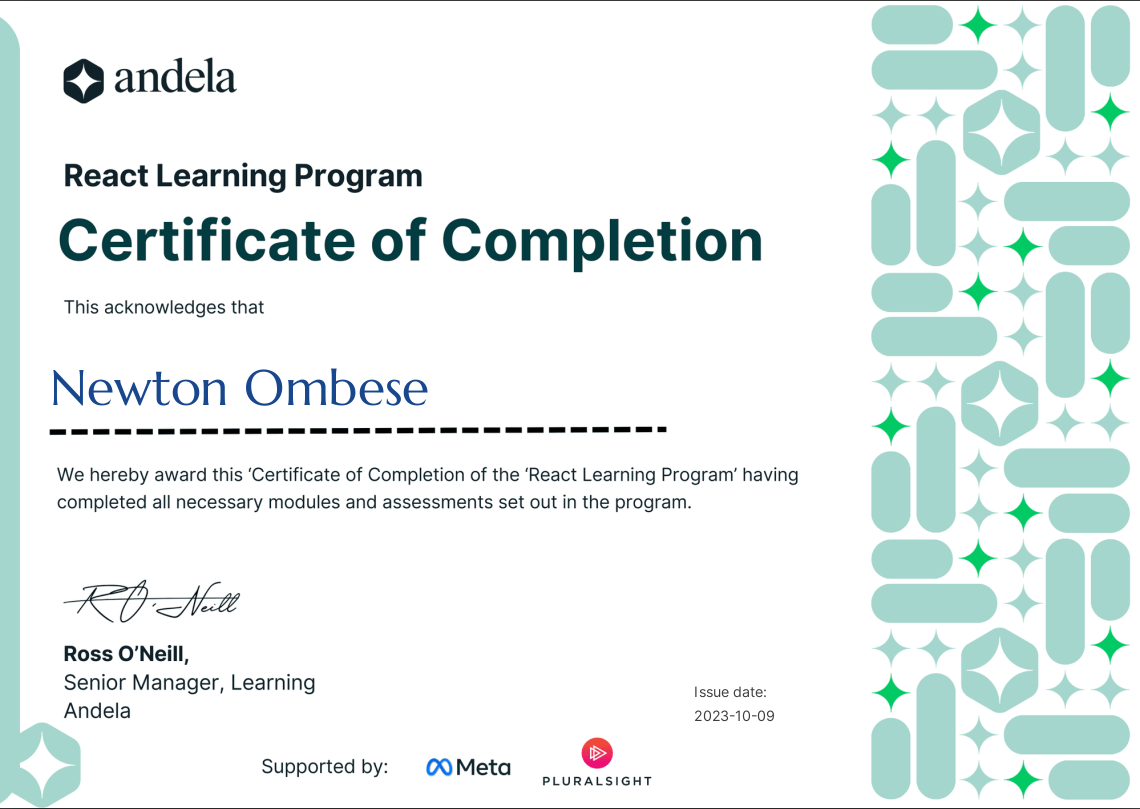 andela
React Learning Program
Certificate of Completion
This acknowledges that
Newton Ombese
We hereby award this ‘Certificate of Completion of the ‘React Learning Program’ having
completed all necessary modules and assessments set out in the program.
R O'Neill
Ross O’Neill,
Senior Manager, Learning
Andela
Issue date:
2023-10-09
Supported by:
Meta
PLURALSIGHT